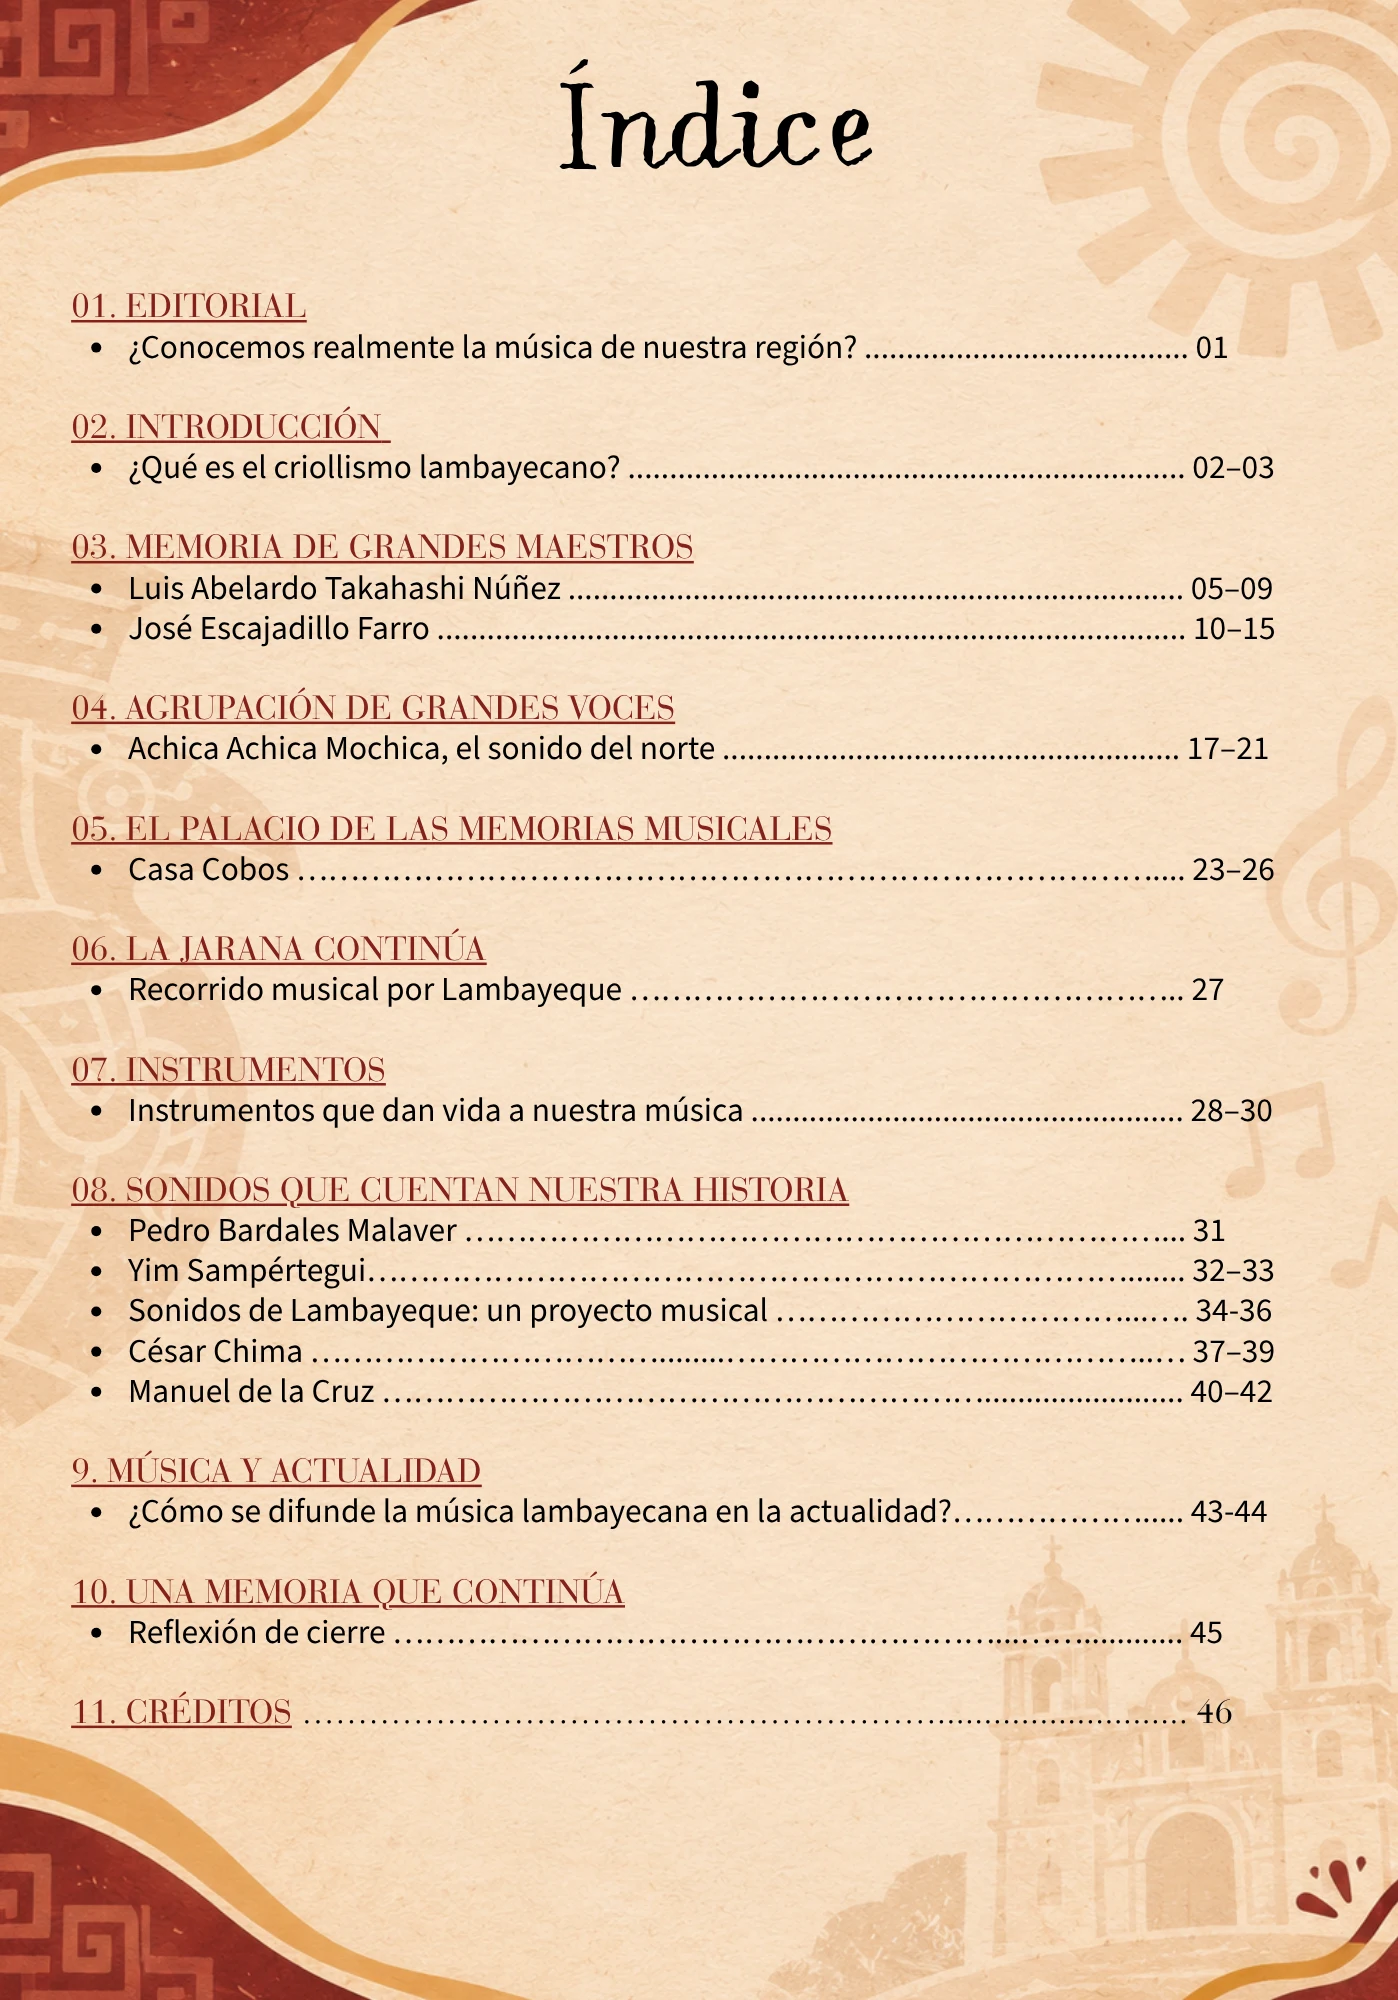 Índice
01. EDITORIAL
• ¿Conocemos realmente la música de nuestra región? ....................................... 01
02. INTRODUCCIÓN
• ¿Qué es el criollismo lambayecano? ................................................................... 02–03
03. MEMORIA DE GRANDES MAESTROS
• Luis Abelardo Takahashi Núñez .......................................................................... 05–09
• José Escajadillo Farro .......................................................................................... 10–15
04. AGRUPACIÓN DE GRANDES VOCES
• Achica Achica Mochica, el sonido del norte ....................................................... 17–21
05. EL PALACIO DE LAS MEMORIAS MUSICALES
• Casa Cobos ……………………………………………………………………………..... 23–26
06. LA JARANA CONTINÚA
• Recorrido musical por Lambayeque ……………………………………………….. 27
07. INSTRUMENTOS
• Instrumentos que dan vida a nuestra música .................................................... 28–30
08. SONIDOS QUE CUENTAN NUESTRA HISTORIA
• Pedro Bardales Malaver ……………………………………………………………... 31
• Yim Sampértegui……………………………………………………………………....... 32–33
• Sonidos de Lambayeque: un proyecto musical ………………………………...…. 34-36
• César Chima ……………………………........……………………………………...… 37–39
• Manuel de la Cruz ……………………………………………………........................ 40–42
9. MÚSICA Y ACTUALIDAD
• ¿Cómo se difunde la música lambayecana en la actualidad?………………...... 43-44
10. UNA MEMORIA QUE CONTINÚA
• Reflexión de cierre ……………………………………………………...……............. 45
11. CRÉDITOS ……………………………………………………………............................. 46